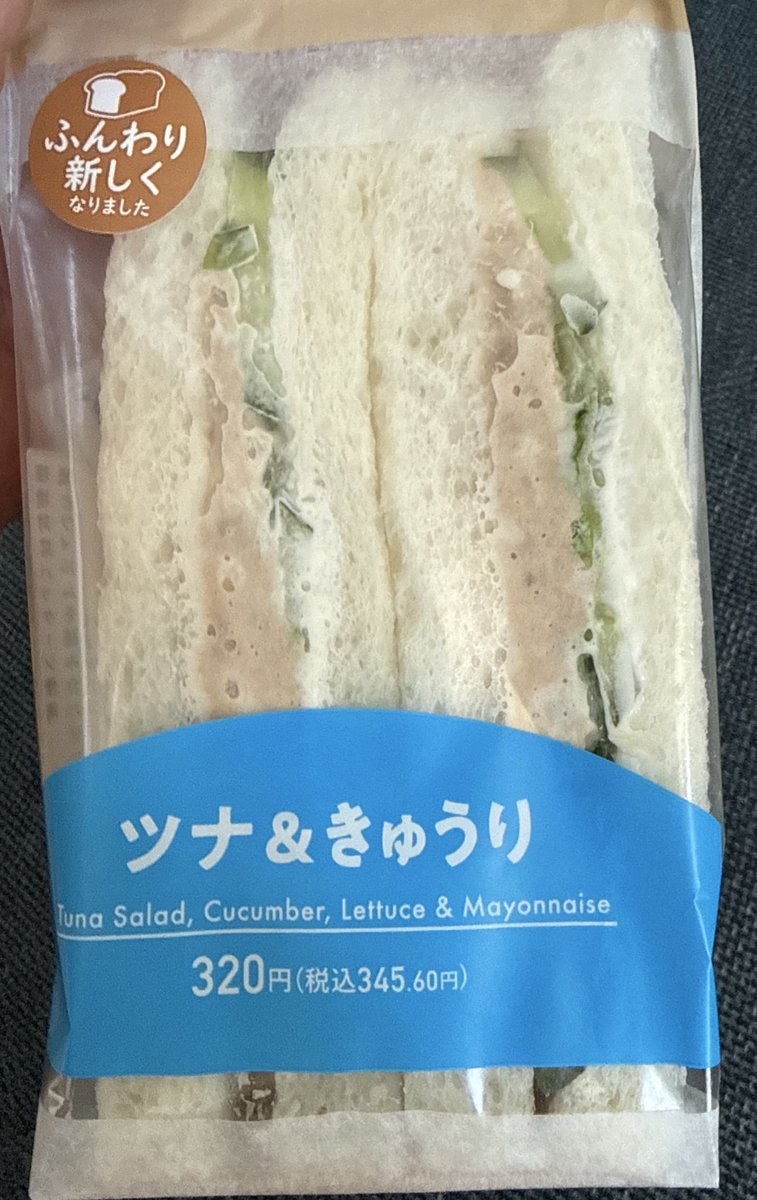 ふんわり
新しく
なりました
ツナ&きゅうり
Tuna Salad, Cucumber, Lettuce & Mayonnaise
320円(税込345.60円)